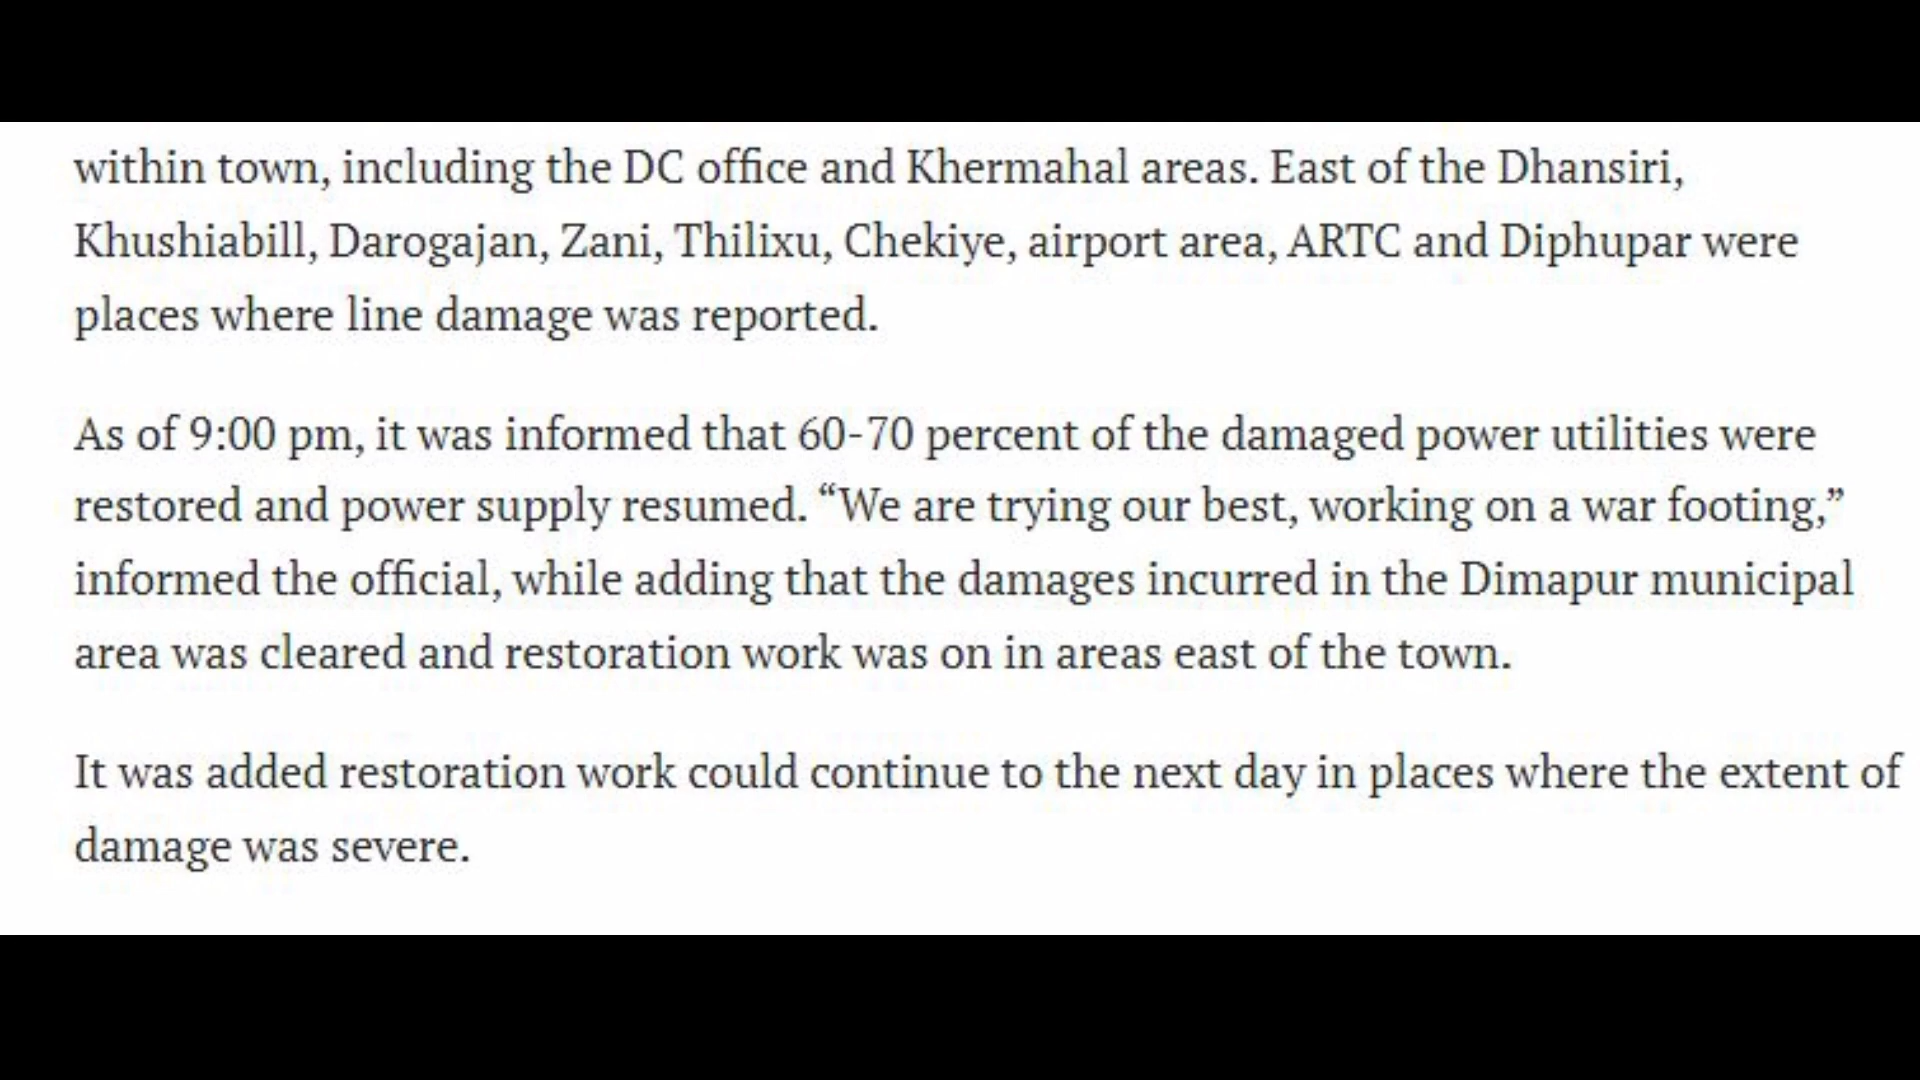 within town, including the DC office and Khermahal areas. East of the Dhansiri,
Khushiabill, Darogajan, Zani, Thilixu, Chekiye, airport area, ARTC and Diphupar were
places where line damage was reported.
As of 9:00 pm, it was informed that 60-70 percent of the damaged power utilities were
restored and power supply resumed. “We are trying our best, working on a war footing,”
informed the official, while adding that the damages incurred in the Dimapur municipal
area was cleared and restoration work was on in areas east of the town.
It was added restoration work could continue to the next day in places where the extent of
damage was severe.